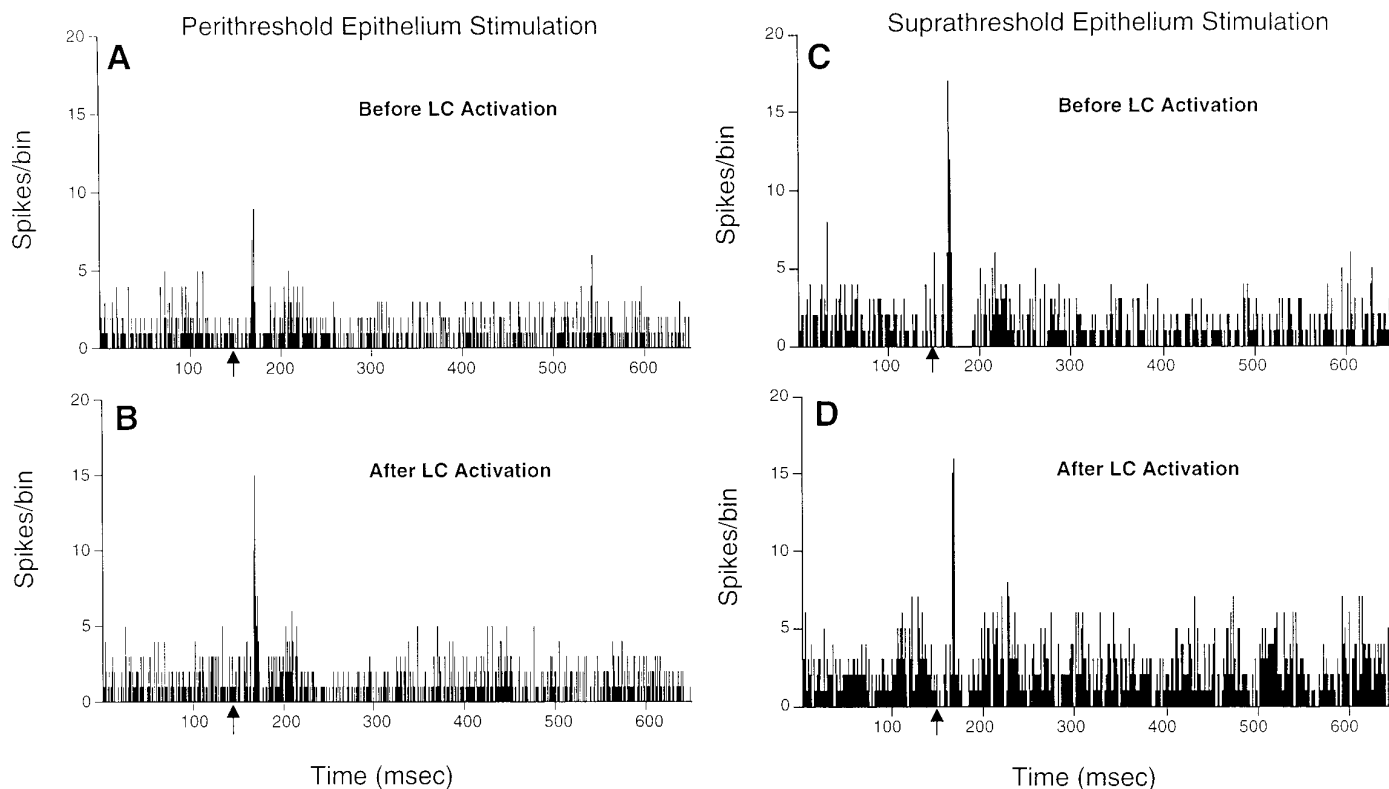 Perithreshold Epithelium Stimulation
A
Before LC Activation
Spikes/bin
20
15
10
5
0
100 200 300 400 500 600
B
After LC Activation
Spikes/bin
20
15
10
5
0
100 200 300 400 500 600
Time (msec)
Suprathreshold Epithelium Stimulation
C
Before LC Activation
Spikes/bin
20
15
10
5
0
100 200 300 400 500 600
D
After LC Activation
Spikes/bin
20
15
10
5
0
100 200 300 400 500 600
Time (msec)